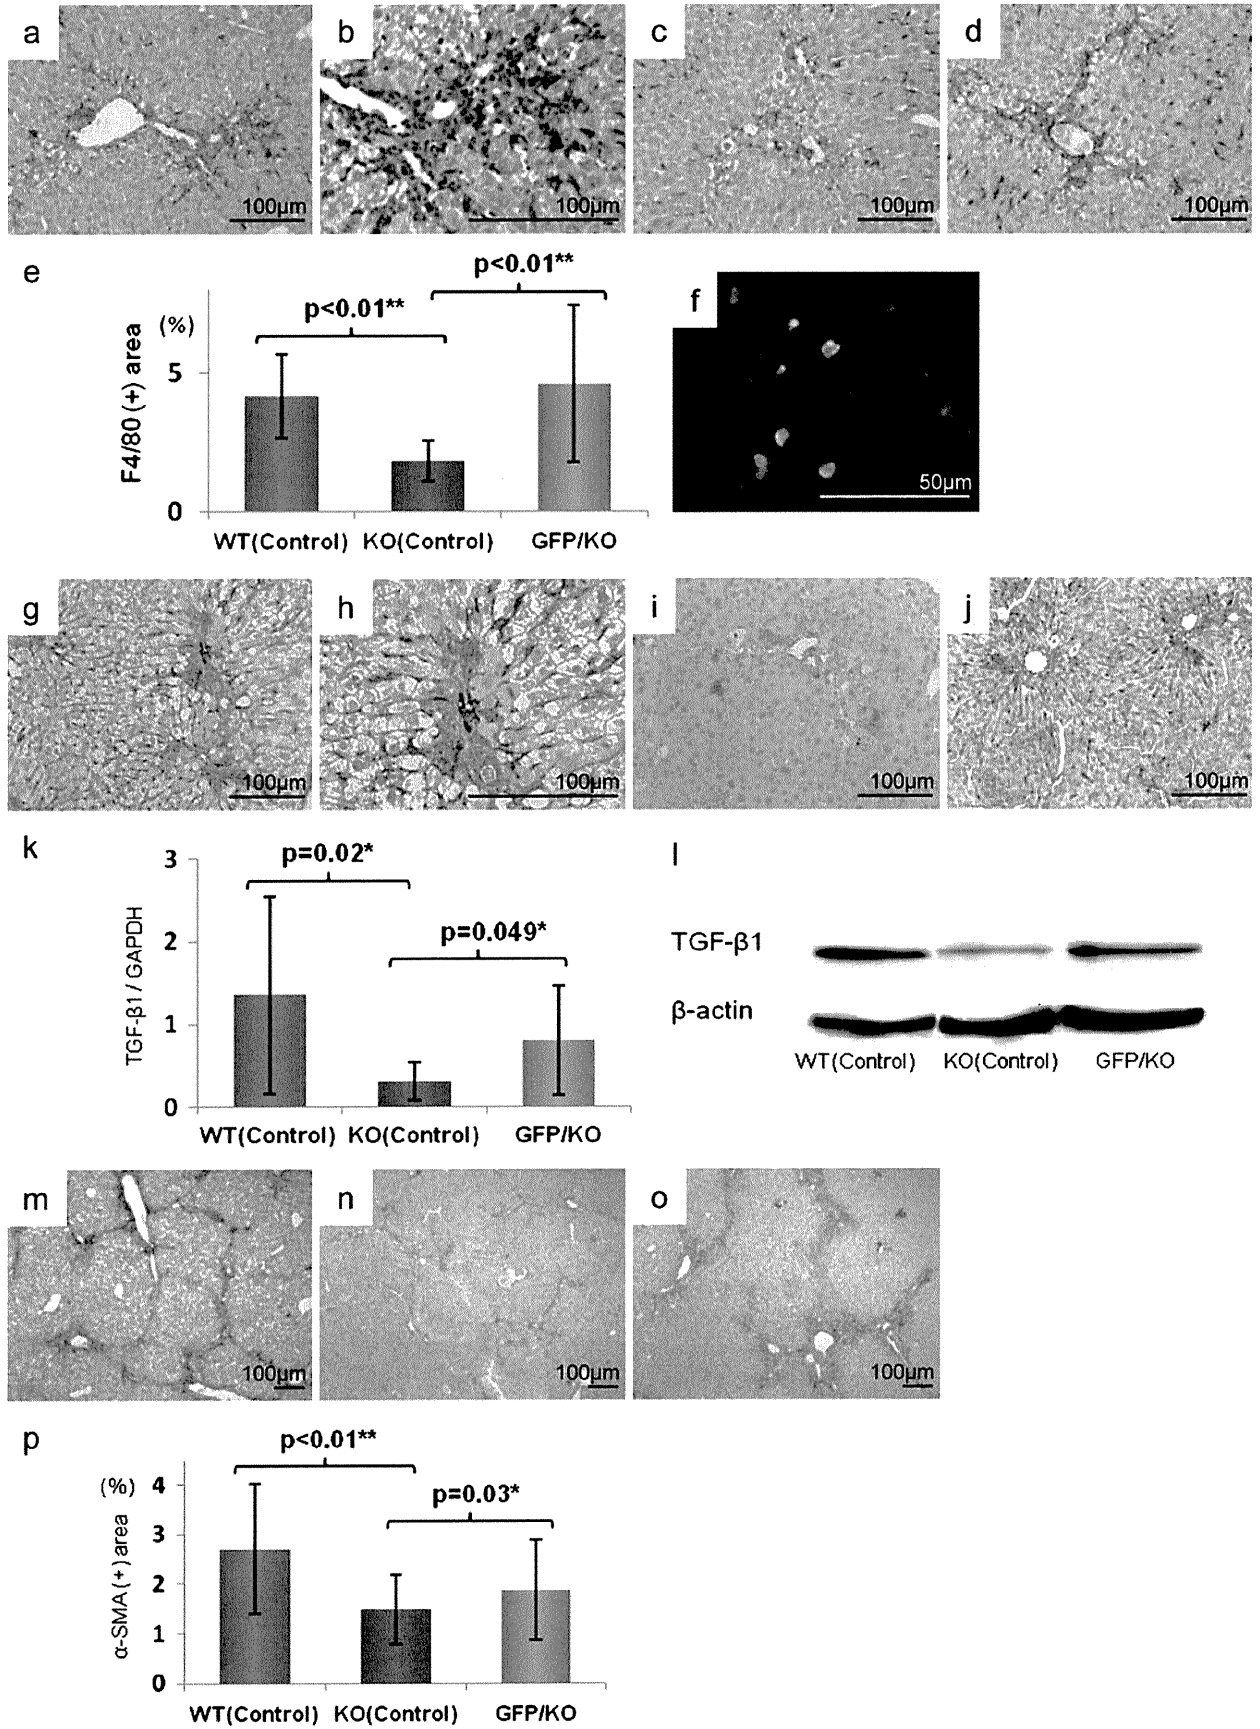 a
b
c
d
100µm
100µm
100µm
100µm
e
p<0.01**
p<0.01**
(%)
F4/80 (+) area
5
0
WT(Control)
KO(Control)
GFP/KO
f
50µm
g
h
i
j
100µm
100µm
100µm
100µm
k
3
2
1
0
TGF-β1 / GAPDH
p=0.02*
p=0.049*
WT(Control)
KO(Control)
GFP/KO
l
TGF-β1
β-actin
WT(Control)
KO(Control)
GFP/KO
m
n
o
100µm
100µm
100µm
p
p<0.01**
p=0.03*
(%)
α-SMA (+) area
4
3
2
1
0
WT(Control)
KO(Control)
GFP/KO